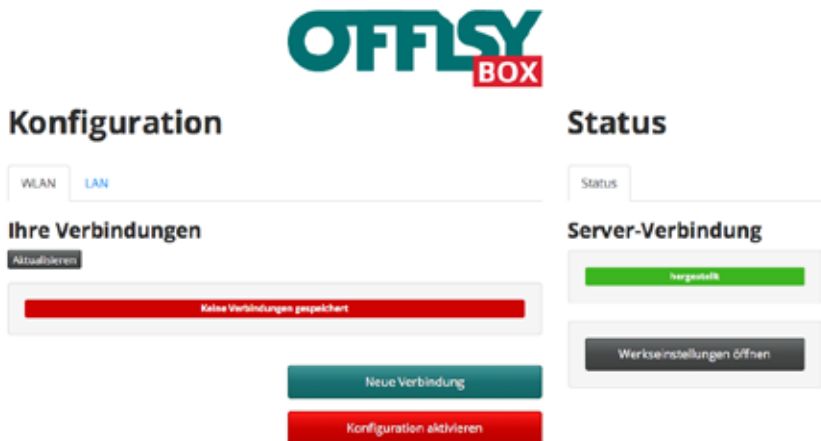 OFFISY
BOX
Konfiguration
WLAN
LAN
Ihre Verbindungen
Aktualisieren
Keine Verbindungen gespeichert
Neue Verbindung
Konfiguration aktivieren
Status
Status
Server-Verbindung
hergestellt
Werkseinstellungen öffnen